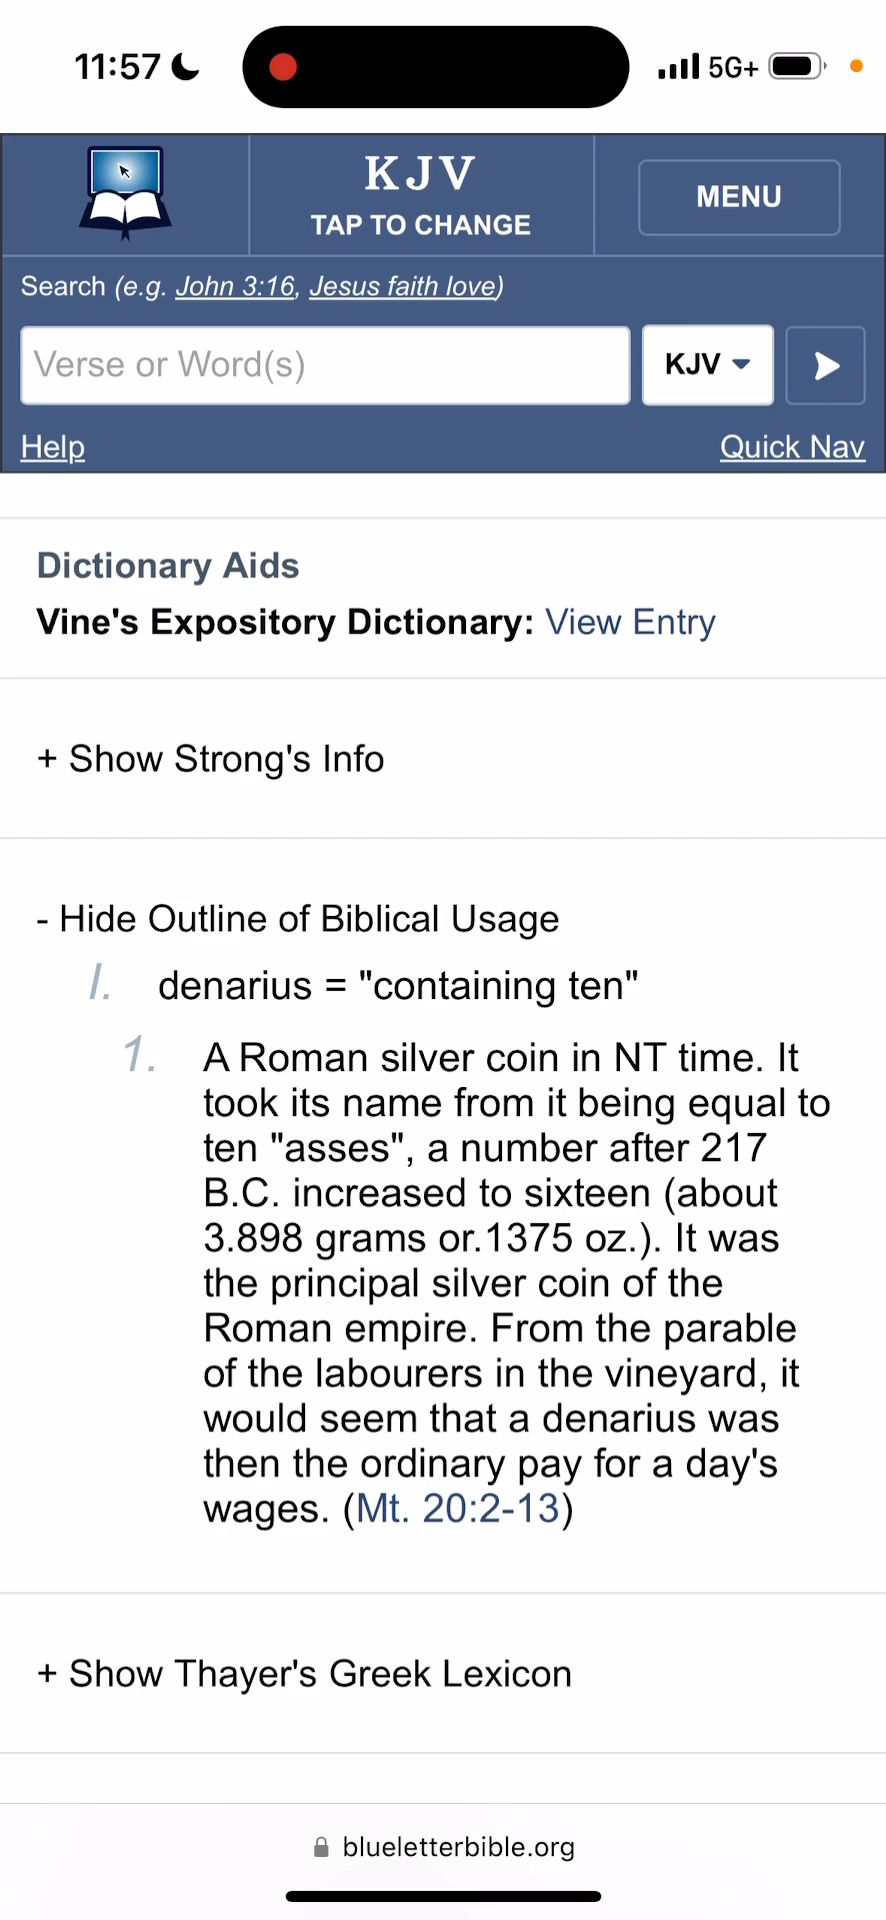 11:57
5G+
KJV
TAP TO CHANGE
MENU
Search (e.g. John 3:16, Jesus faith love)
Verse or Word(s)
KJV
Help
Quick Nav
Dictionary Aids
Vine's Expository Dictionary: View Entry
+ Show Strong's Info
- Hide Outline of Biblical Usage
I. denarius = "containing ten"
1. A Roman silver coin in NT time. It
took its name from it being equal to
ten "asses", a number after 217
B.C. increased to sixteen (about
3.898 grams or.1375 oz.). It was
the principal silver coin of the
Roman empire. From the parable
of the labourers in the vineyard, it
would seem that a denarius was
then the ordinary pay for a day's
wages. (Mt. 20:2-13)
+ Show Thayer's Greek Lexicon
blueletterbible.org